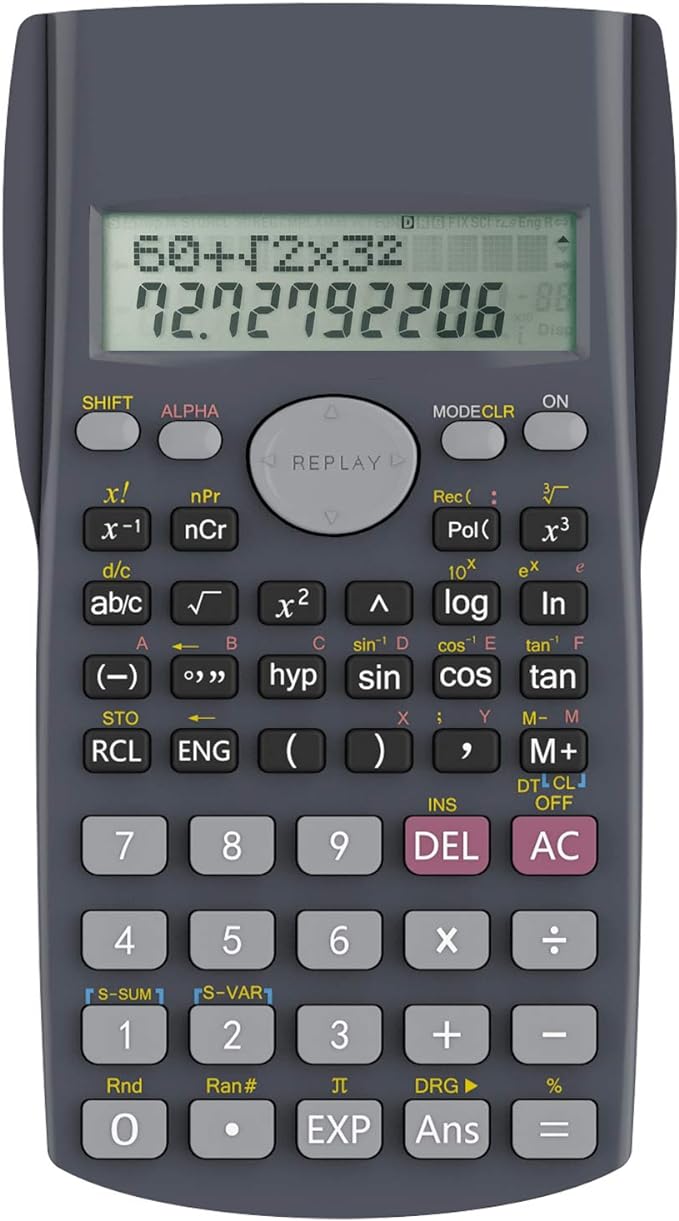 D FIX SCI Eng R
60+√2x3²
72.72792206
Disp
SHIFT ALPHA MODE CLR ON
REPLAY
x! nPr Rec( : ³√
x⁻¹ nCr Pol( x³
d/c 10ˣ eˣ e
ab/c √ x² ^ log ln
A ← B C sin⁻¹ D cos⁻¹ E tan⁻¹ F
(−) °,,, hyp sin cos tan
STO ← X ; Y M- M
RCL ENG ( ) , M+
DT CL
INS OFF
7 8 9 DEL AC
4 5 6 x ÷
S-SUM S-VAR
1 2 3 + −
Rnd Ran# π DRG▶ %
0 • EXP Ans =